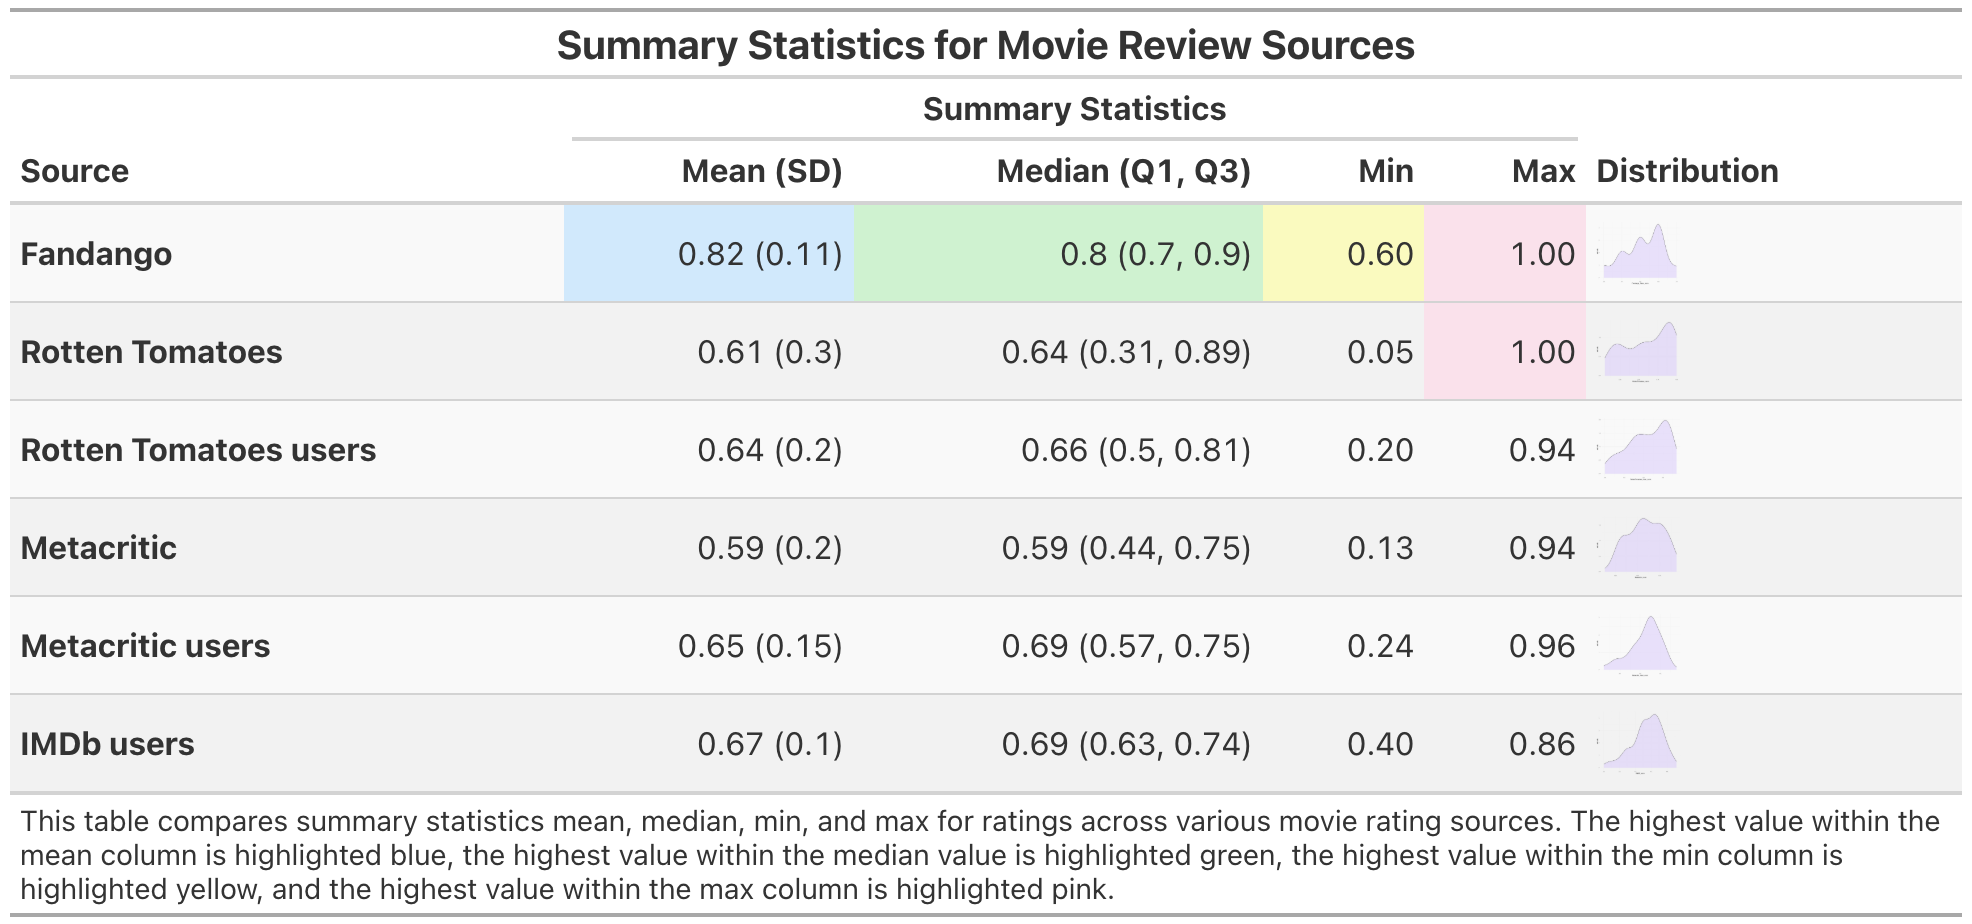 Summary Statistics for Movie Review Sources
Summary Statistics
Source Mean (SD) Median (Q1, Q3) Min Max Distribution
Fandango 0.82 (0.11) 0.8 (0.7, 0.9) 0.60 1.00
Rotten Tomatoes 0.61 (0.3) 0.64 (0.31, 0.89) 0.05 1.00
Rotten Tomatoes users 0.64 (0.2) 0.66 (0.5, 0.81) 0.20 0.94
Metacritic 0.59 (0.2) 0.59 (0.44, 0.75) 0.13 0.94
Metacritic users 0.65 (0.15) 0.69 (0.57, 0.75) 0.24 0.96
IMDb users 0.67 (0.1) 0.69 (0.63, 0.74) 0.40 0.86
This table compares summary statistics mean, median, min, and max for ratings across various movie rating sources. The highest value within the
mean column is highlighted blue, the highest value within the median value is highlighted green, the highest value within the min column is
highlighted yellow, and the highest value within the max column is highlighted pink.